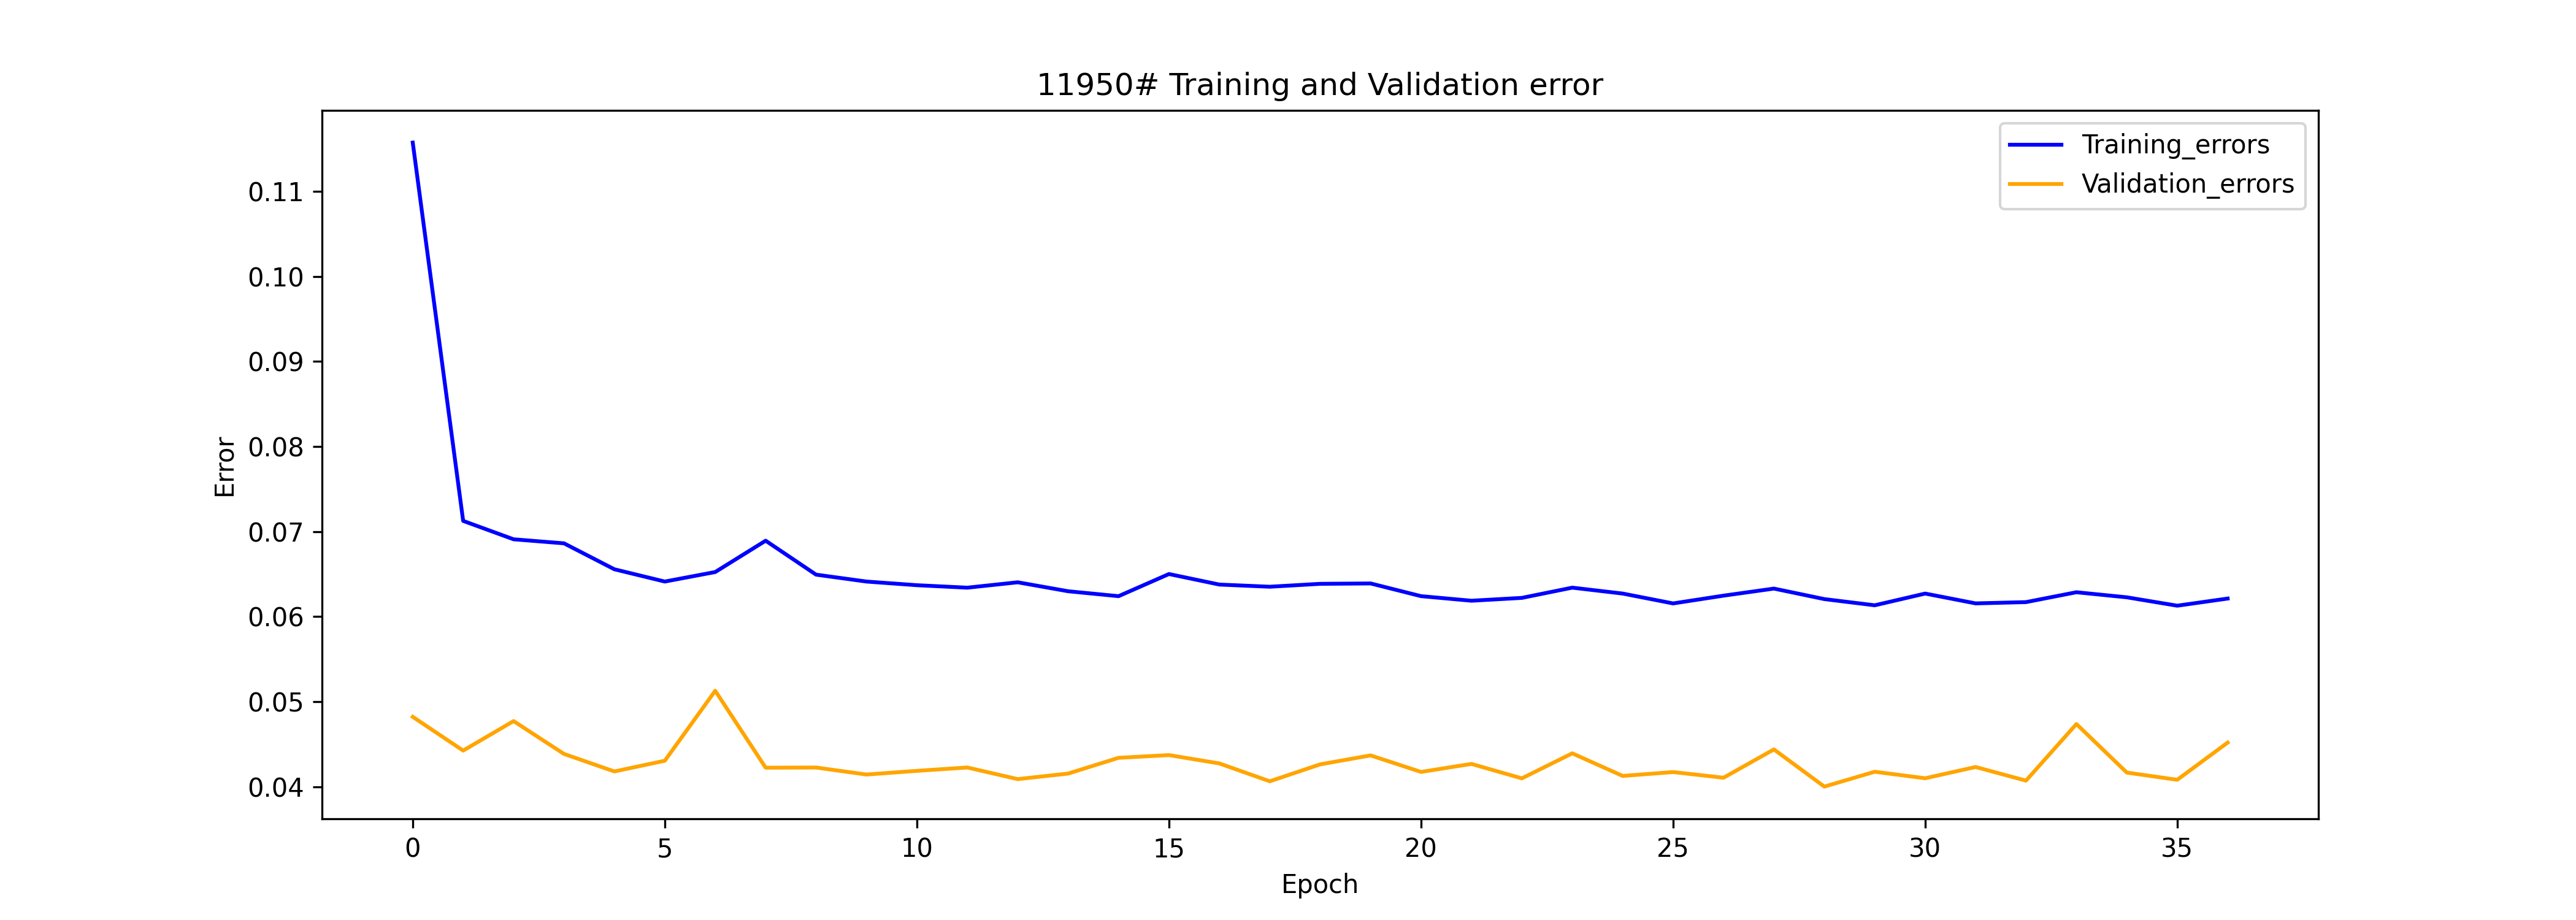 11950# Training and Validation error
Training_errors
Validation_errors
0.11
0.10
0.09
0.08
0.07
0.06
0.05
0.04
Error
0 5 10 15 20 25 30 35
Epoch